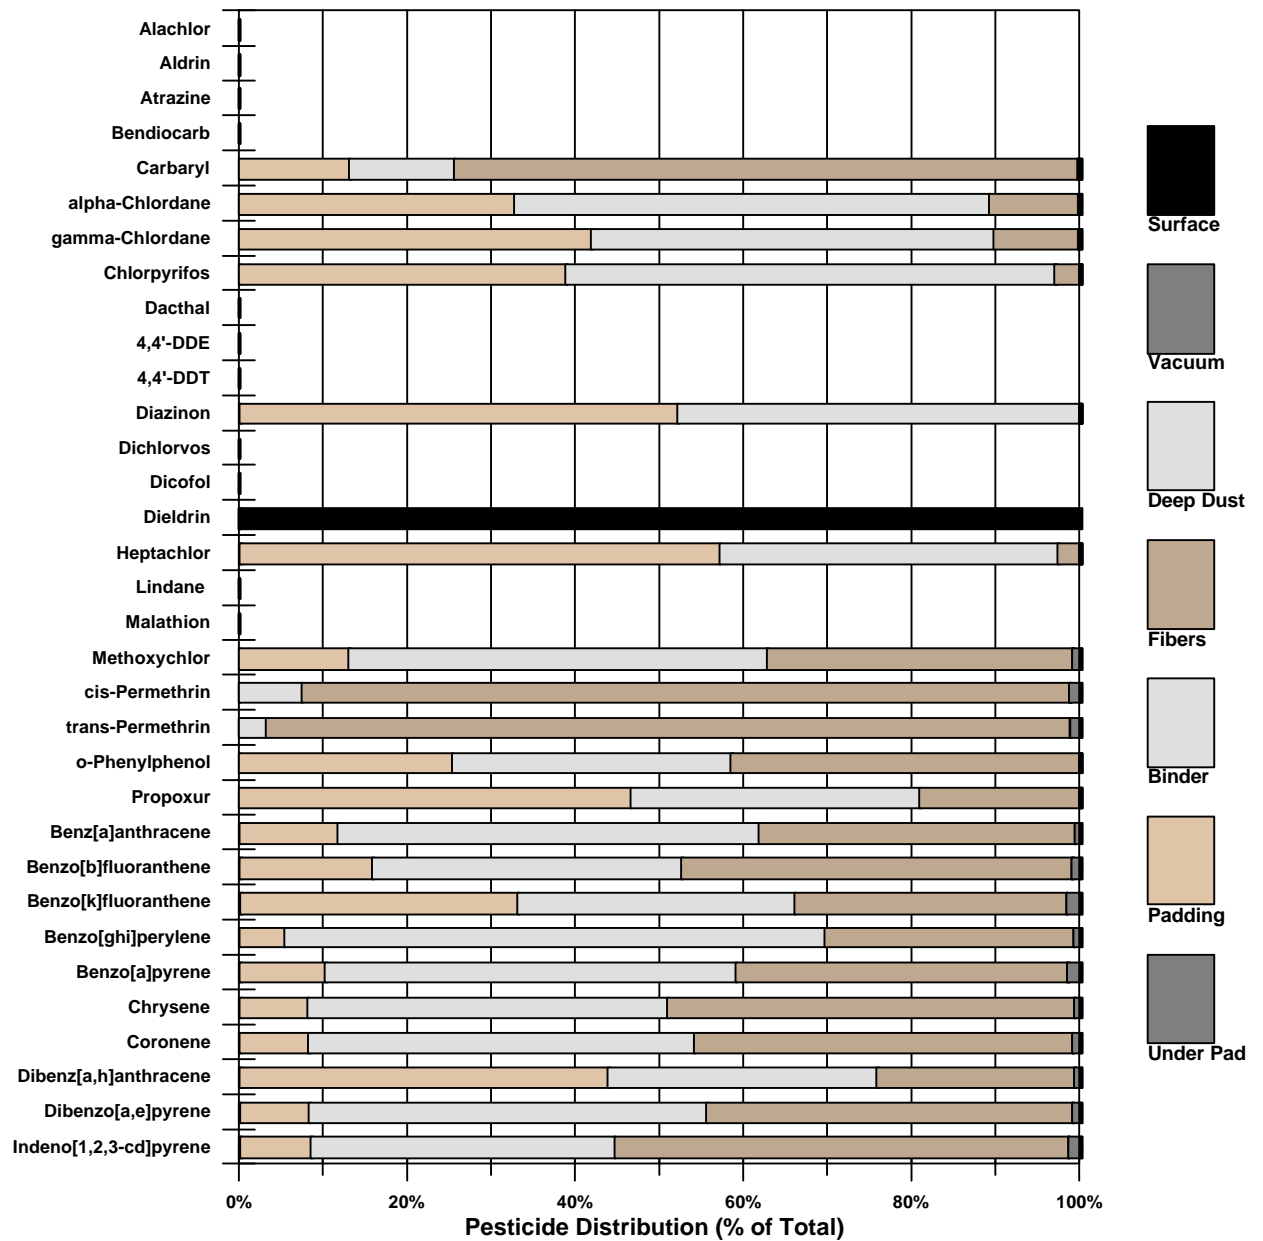 Alachlor
Aldrin
Atrazine
Bendiocarb
Carbaryl
alpha-Chlordane
gamma-Chlordane
Chlorpyrifos
Dacthal
4,4'-DDE
4,4'-DDT
Diazinon
Dichlorvos
Dicofol
Dieldrin
Heptachlor
Lindane
Malathion
Methoxychlor
cis-Permethrin
trans-Permethrin
o-Phenylphenol
Propoxur
Benz[a]anthracene
Benzo[b]fluoranthene
Benzo[k]fluoranthene
Benzo[ghi]perylene
Benzo[a]pyrene
Chrysene
Coronene
Dibenz[a,h]anthracene
Dibenzo[a,e]pyrene
Indeno[1,2,3-cd]pyrene
0% 20% 40% 60% 80% 100%
Pesticide Distribution (% of Total)
Surface
Vacuum
Deep Dust
Fibers
Binder
Padding
Under Pad